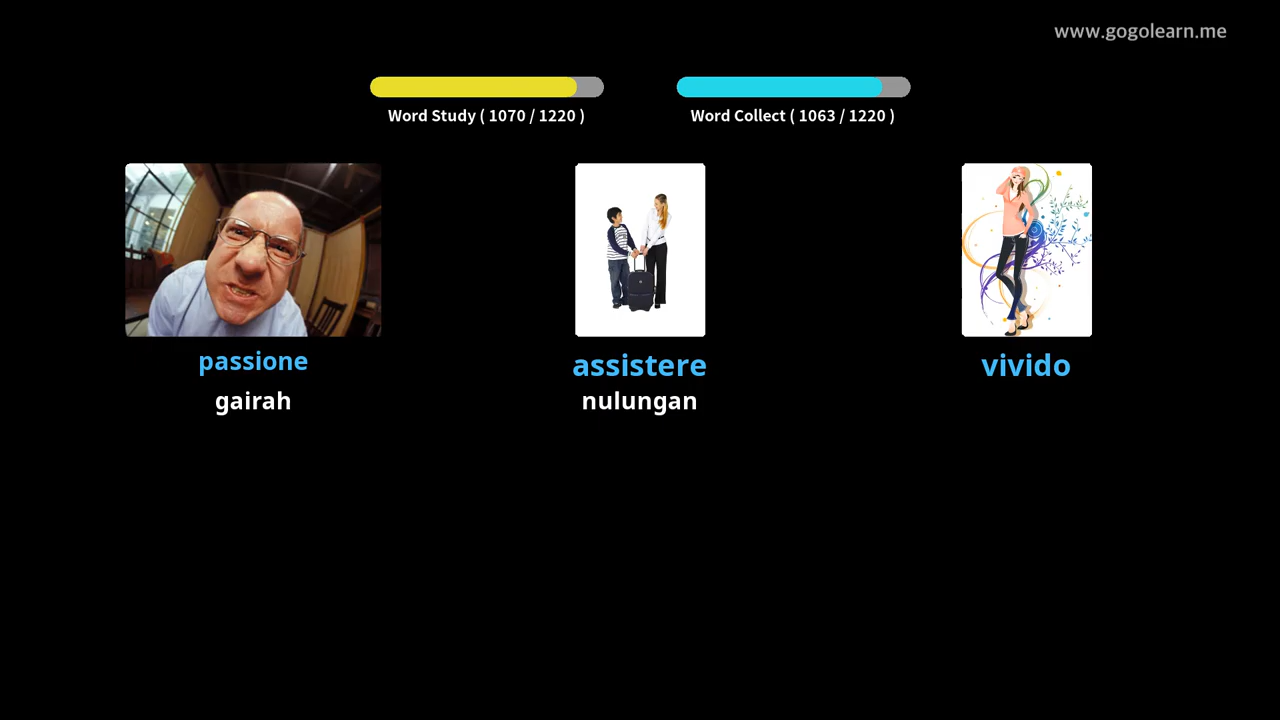 www.gogolearn.me
Word Study ( 1070 / 1220 )
Word Collect ( 1063 / 1220 )
passione
assistere
vivido
gairah
nulungan